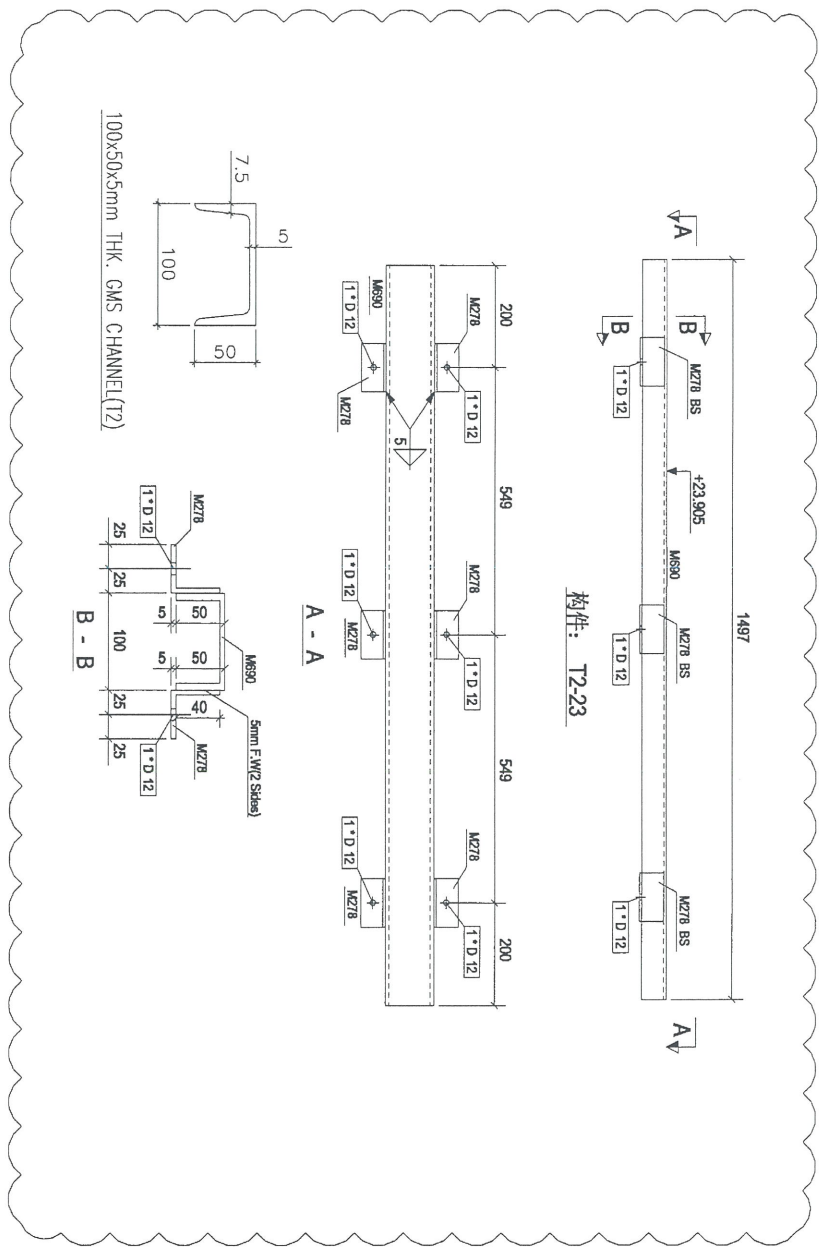 1497
A
A
B
B
M278 BS
1*D 12
+23.905
M690
M278 BS
1*D 12
M278 BS
1*D 12
构件: T2-23
200
549
549
200
M278
1*D 12
M278
1*D 12
M278
1*D 12
5
M690
1*D 12
M278
1*D 12
M278
1*D 12
M278
A - A
5
7.5
100
50
100x50x5mm THK. GMS CHANNEL(T2)
M690
5mm F.W(2 Sides)
50
50
40
5
5
M278
1*D 12
M278
1*D 12
25
25
100
25
25
B - B